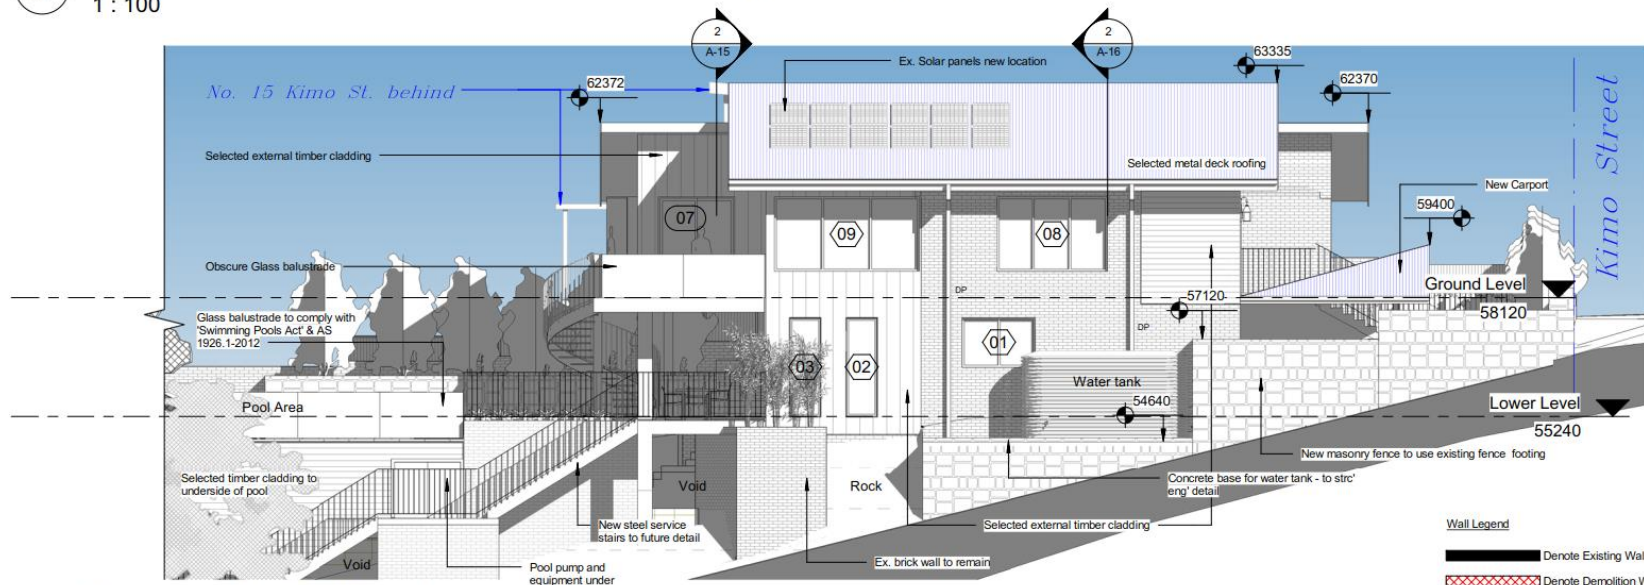 1 : 100
2
A-15
2
A-16
63335
Ex. Solar panels new location
62372
62370
No. 15 Kimo St. behind
Kimo Street
Selected external timber cladding
Selected metal deck roofing
New Carport
59400
07
09
08
Obscure Glass balustrade
Ground Level
58120
DP
57120
Glass balustrade to comply with
'Swimming Pools Act' & AS
1926.1-2012
DP
01
03
02
Water tank
Pool Area
54640
Lower Level
55240
New masonry fence to use existing fence footing
Selected timber cladding to
underside of pool
Void
Rock
Concrete base for water tank - to strc'
eng' detail
New steel service
stairs to future detail
Selected external timber cladding
Wall Legend
Void
Pool pump and
equipment under
Ex. brick wall to remain
Denote Existing Wal
Denote Demolition W